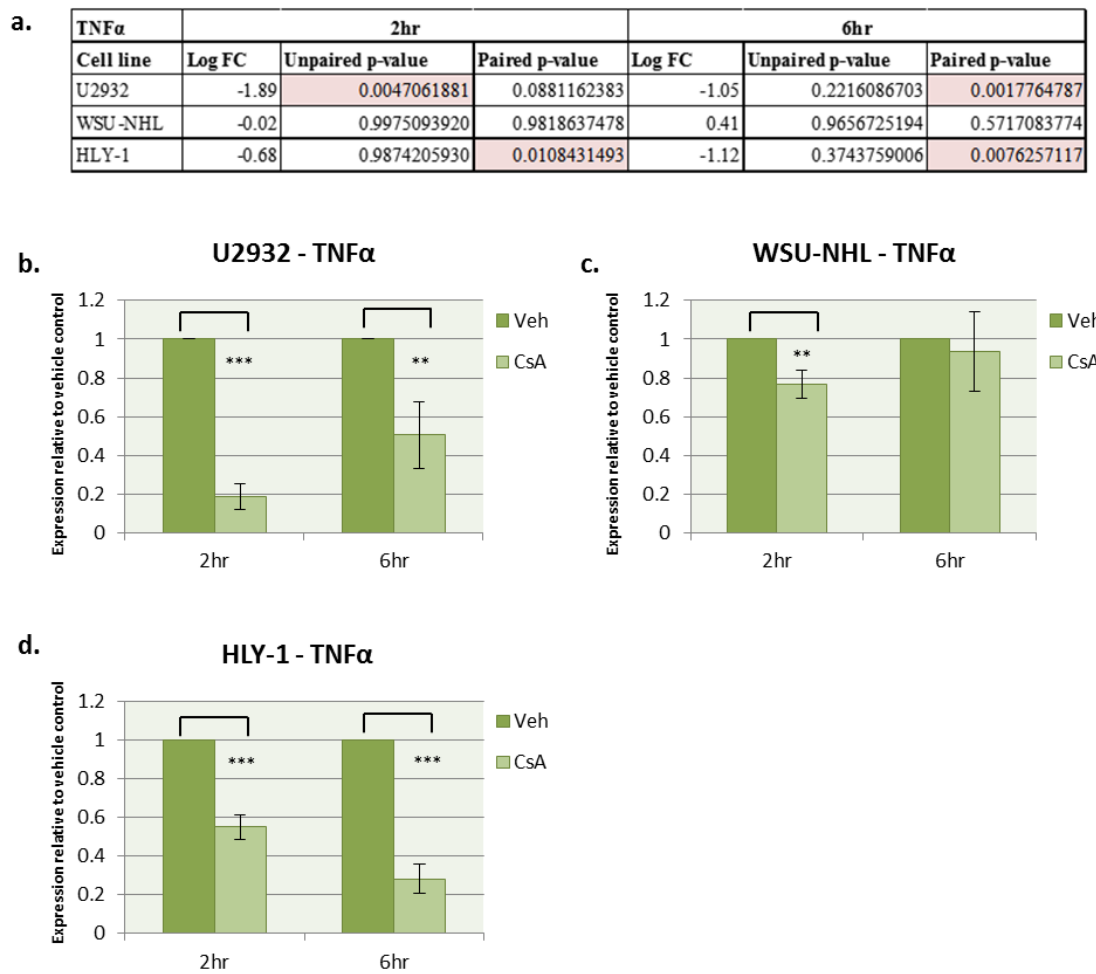 a.
TNFα 2hr 6hr
Cell line Log FC Unpaired p-value Paired p-value Log FC Unpaired p-value Paired p-value
U2932 -1.89 0.0047061881 0.0881162383 -1.05 0.2216086703 0.0017764787
WSU-NHL -0.02 0.9975093920 0.9818637478 0.41 0.9656725194 0.5717083774
HLY-1 -0.68 0.9874205930 0.0108431493 -1.12 0.3743759006 0.0076257117
b.
U2932 - TNFα
Expression relative to vehicle control
1.2
1
0.8
0.6
0.4
0.2
0
***
**
2hr 6hr
Veh
CsA
c.
WSU-NHL - TNFα
Expression relative to vehicle control
1.2
1
0.8
0.6
0.4
0.2
0
**
2hr 6hr
Veh
CsA
d.
HLY-1 - TNFα
Expression relative to vehicle control
1.2
1
0.8
0.6
0.4
0.2
0
*** ***
2hr 6hr
Veh
CsA